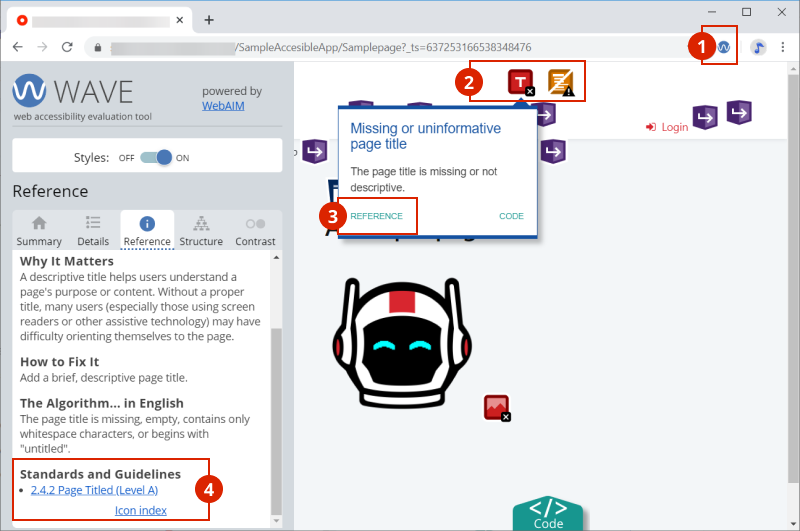 /SampleAccesibleApp/Samplepage?_ts=637253166538348476
1
WAVE
web accessibility evaluation tool
powered by
WebAIM
Styles: OFF ON
Reference
Summary Details Reference Structure Contrast
Why It Matters
A descriptive title helps users understand a
page's purpose or content. Without a proper
title, many users (especially those using screen
readers or other assistive technology) may have
difficulty orienting themselves to the page.
How to Fix It
Add a brief, descriptive page title.
The Algorithm... in English
The page title is missing, empty, contains only
whitespace characters, or begins with
"untitled".
Standards and Guidelines
2.4.2 Page Titled (Level A)
Icon index
4
2
T
Login
Missing or uninformative
page title
The page title is missing or not
descriptive.
3
REFERENCE CODE
</>
Code